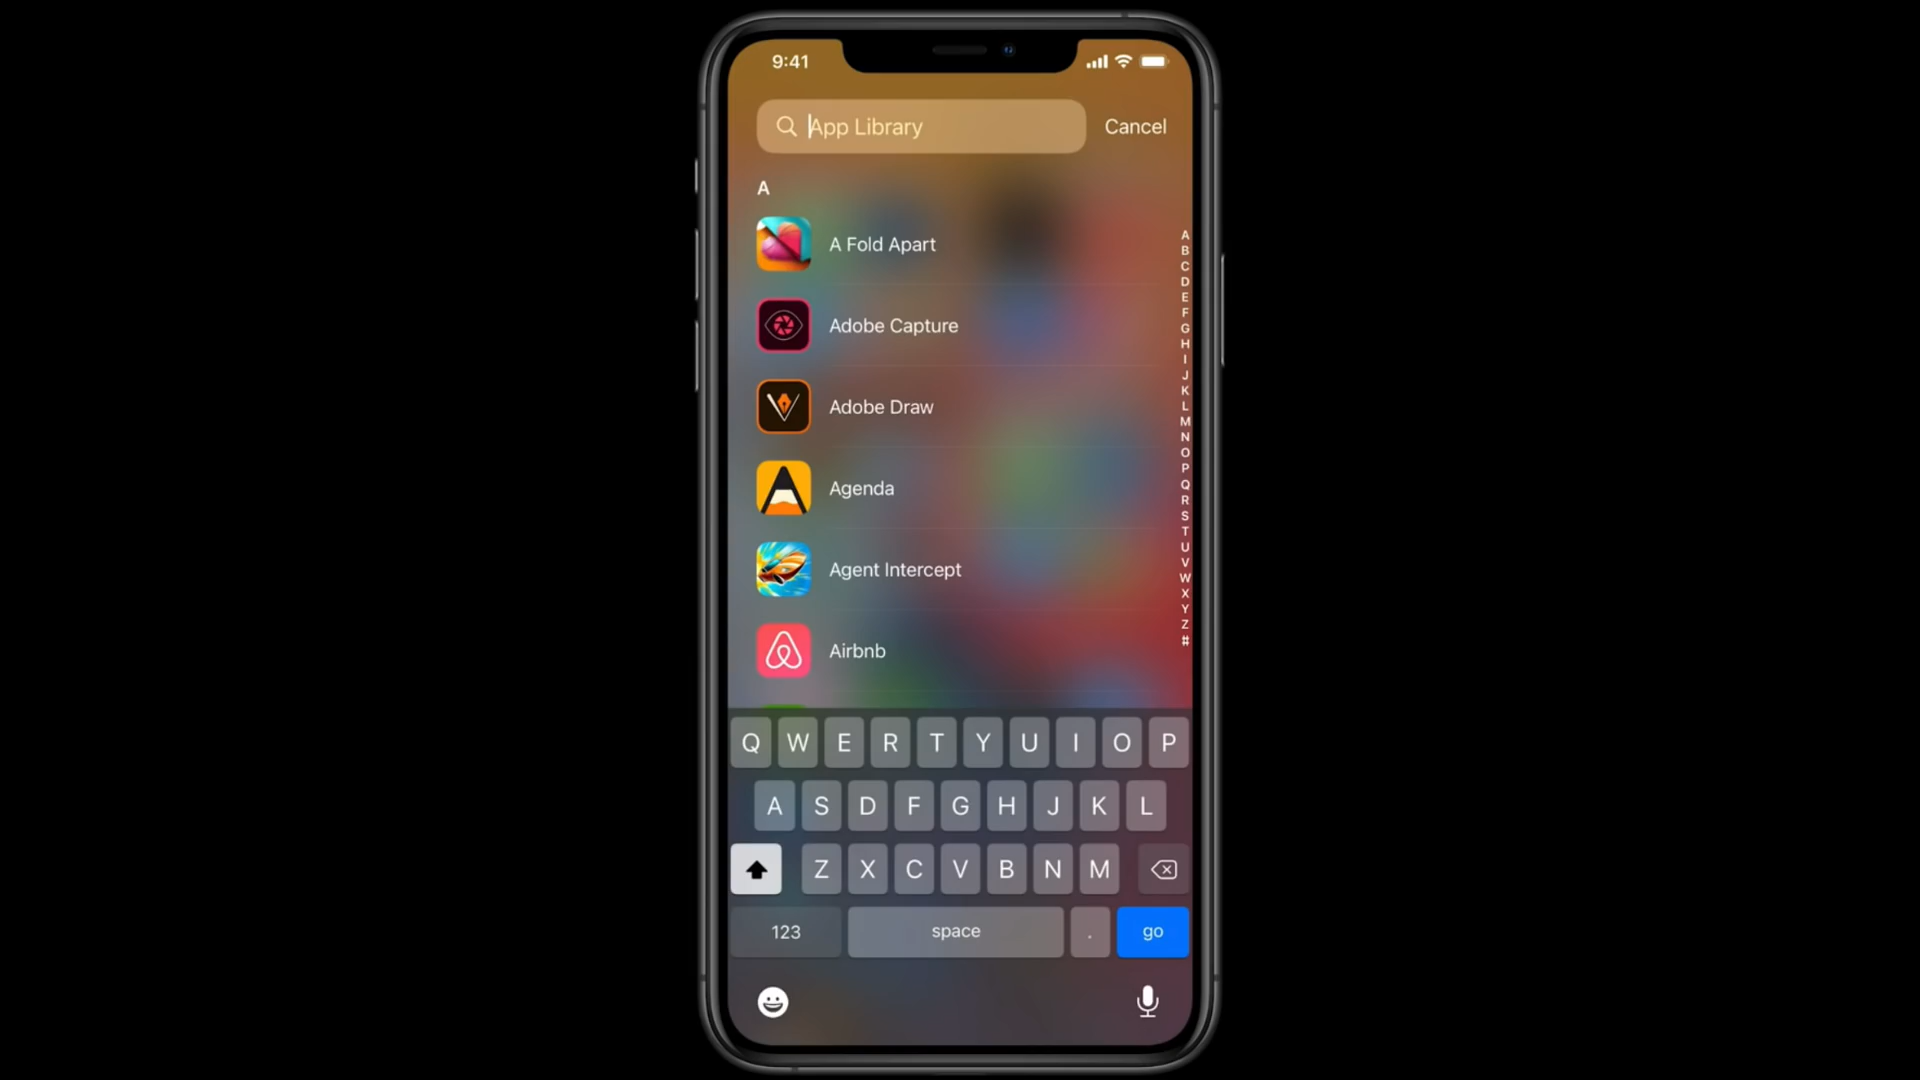 9:41
App Library
Cancel
A
A Fold Apart
Adobe Capture
Adobe Draw
Agenda
Agent Intercept
Airbnb
A
B
C
D
E
F
G
H
I
J
K
L
M
N
O
P
Q
R
S
T
U
V
W
X
Y
Z
#
Q W E R T Y U I O P
A S D F G H J K L
Z X C V B N M
123 space . go